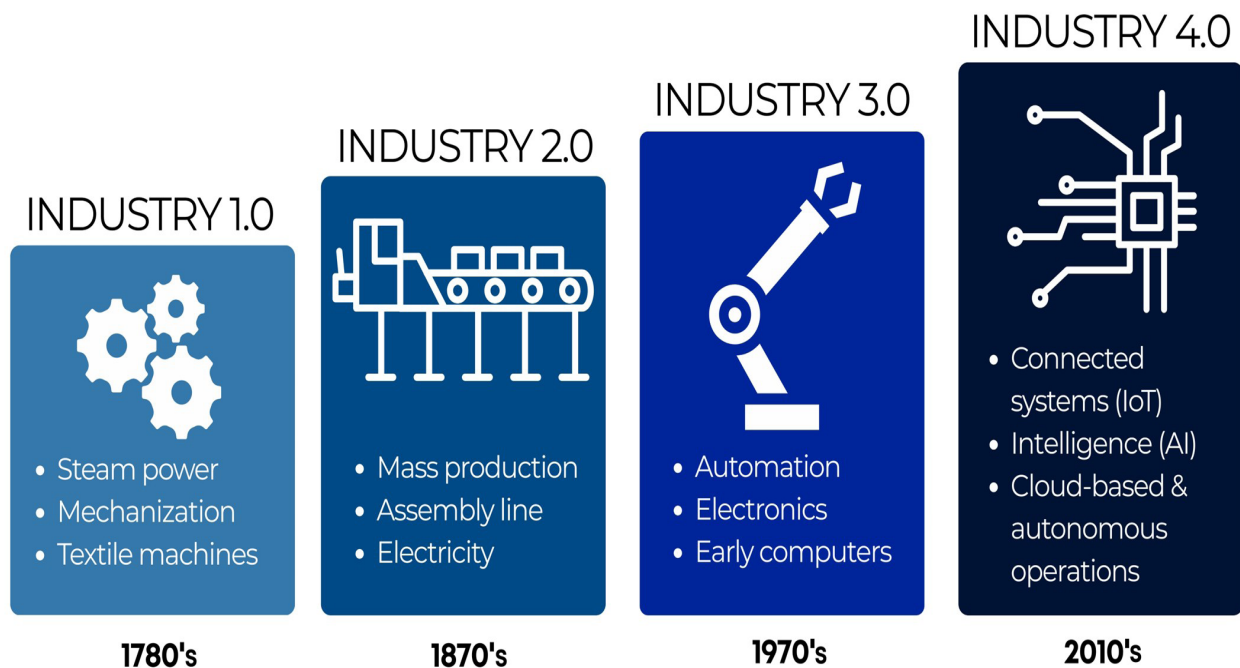 INDUSTRY 1.0
• Steam power
• Mechanization
• Textile machines
1780's
INDUSTRY 2.0
• Mass production
• Assembly line
• Electricity
1870's
INDUSTRY 3.0
• Automation
• Electronics
• Early computers
1970's
INDUSTRY 4.0
• Connected
systems (IoT)
• Intelligence (AI)
• Cloud-based &
autonomous
operations
2010's